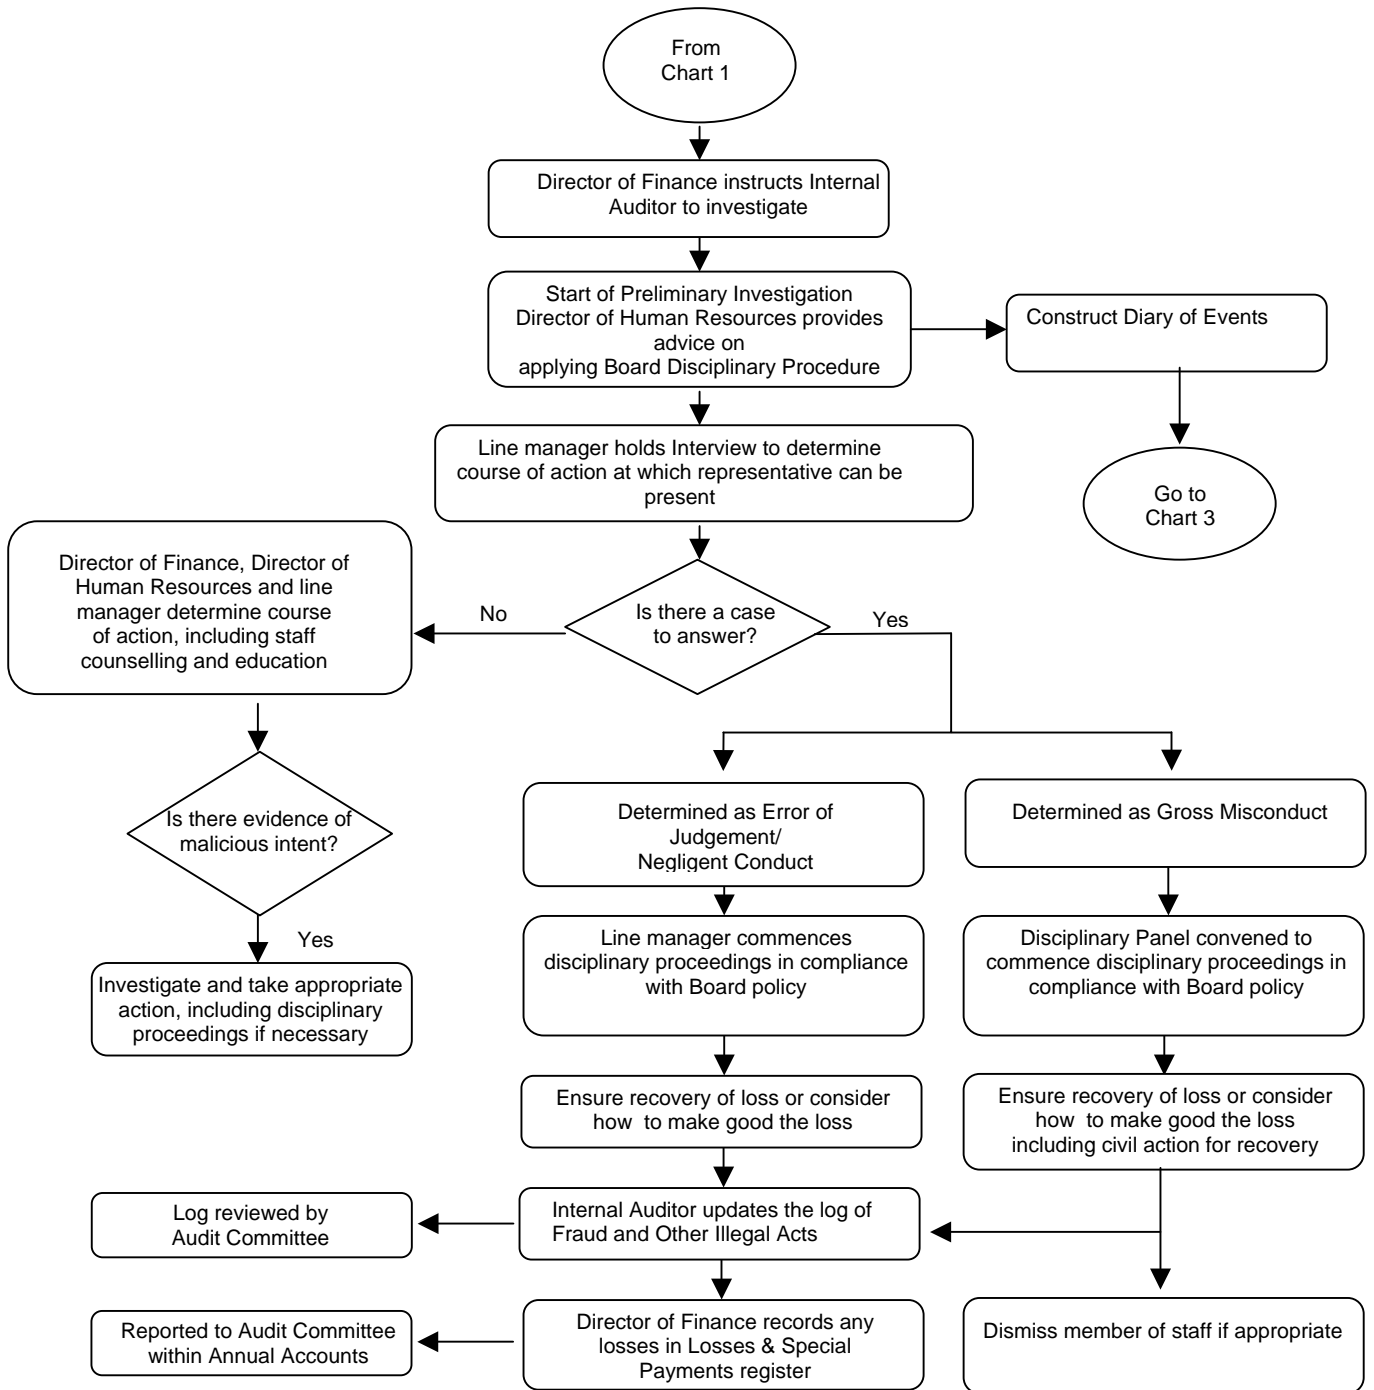 From
Chart 1
Director of Finance instructs Internal
Auditor to investigate
Start of Preliminary Investigation
Director of Human Resources provides
advice on
applying Board Disciplinary Procedure
Construct Diary of Events
Line manager holds Interview to determine
course of action at which representative can be
present
Go to
Chart 3
Director of Finance, Director of
Human Resources and line
manager determine course
of action, including staff
counselling and education
No
Is there a case
to answer?
Yes
Is there evidence of
malicious intent?
Yes
Investigate and take appropriate
action, including disciplinary
proceedings if necessary
Determined as Error of
Judgement/
Negligent Conduct
Determined as Gross Misconduct
Line manager commences
disciplinary proceedings in compliance
with Board policy
Disciplinary Panel convened to
commence disciplinary proceedings in
compliance with Board policy
Ensure recovery of loss or consider
how to make good the loss
Ensure recovery of loss or consider
how to make good the loss
including civil action for recovery
Log reviewed by
Audit Committee
Internal Auditor updates the log of
Fraud and Other Illegal Acts
Reported to Audit Committee
within Annual Accounts
Director of Finance records any
losses in Losses & Special
Payments register
Dismiss member of staff if appropriate